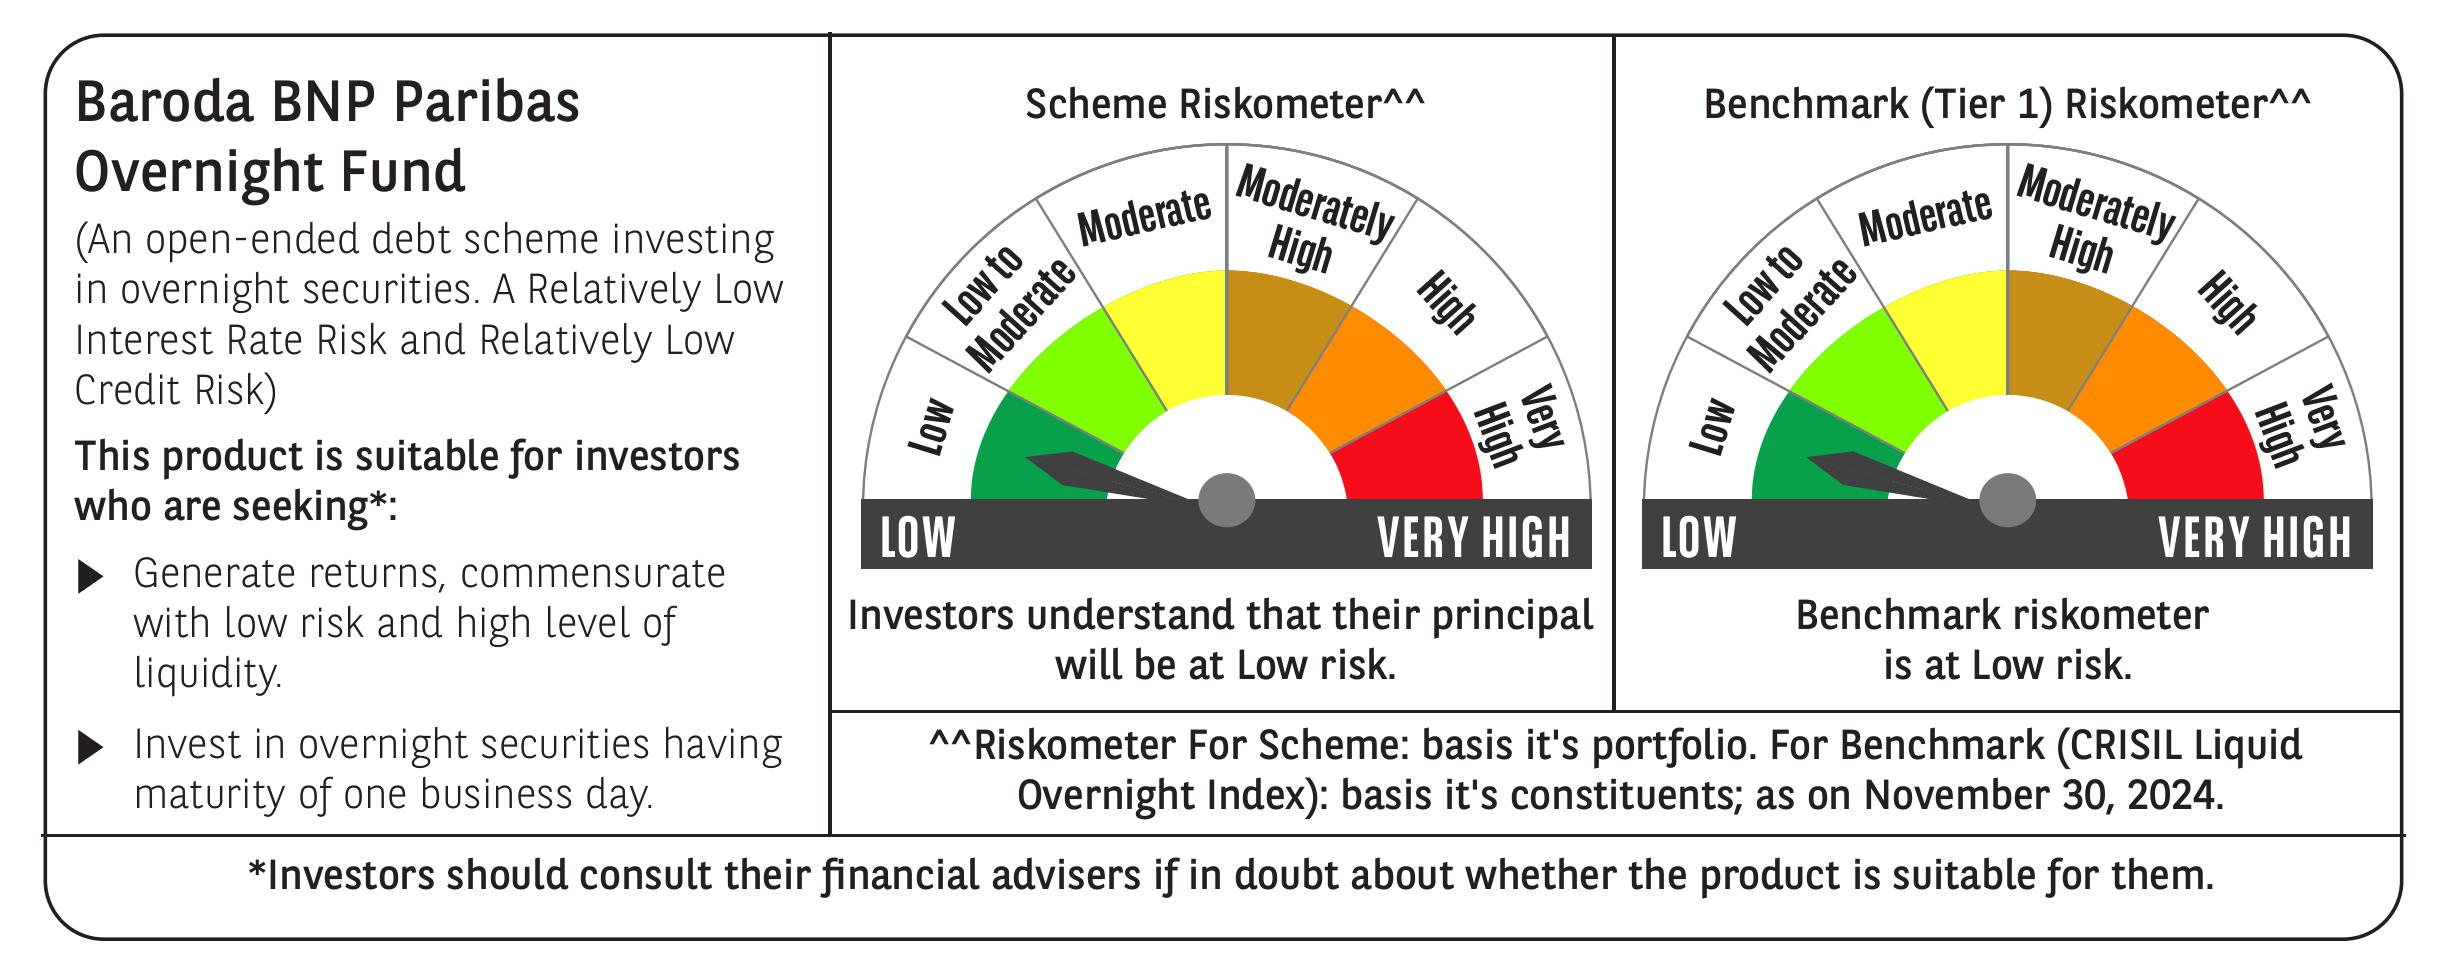 Baroda BNP Paribas
Overnight Fund
(An open-ended debt scheme investing
in overnight securities. A Relatively Low
Interest Rate Risk and Relatively Low
Credit Risk)
This product is suitable for investors
who are seeking*:
Generate returns, commensurate
with low risk and high level of
liquidity.
Invest in overnight securities having
maturity of one business day.
Scheme Riskometer^^
Low
Low to
Moderate
Moderate
Moderately
High
High
Very
High
LOW
VERY HIGH
Investors understand that their principal
will be at Low risk.
Benchmark (Tier 1) Riskometer^^
Low
Low to
Moderate
Moderate
Moderately
High
High
Very
High
LOW
VERY HIGH
Benchmark riskometer
is at Low risk.
^^Riskometer For Scheme: basis it's portfolio. For Benchmark (CRISIL Liquid
Overnight Index): basis it's constituents; as on November 30, 2024.
*Investors should consult their financial advisers if in doubt about whether the product is suitable for them.